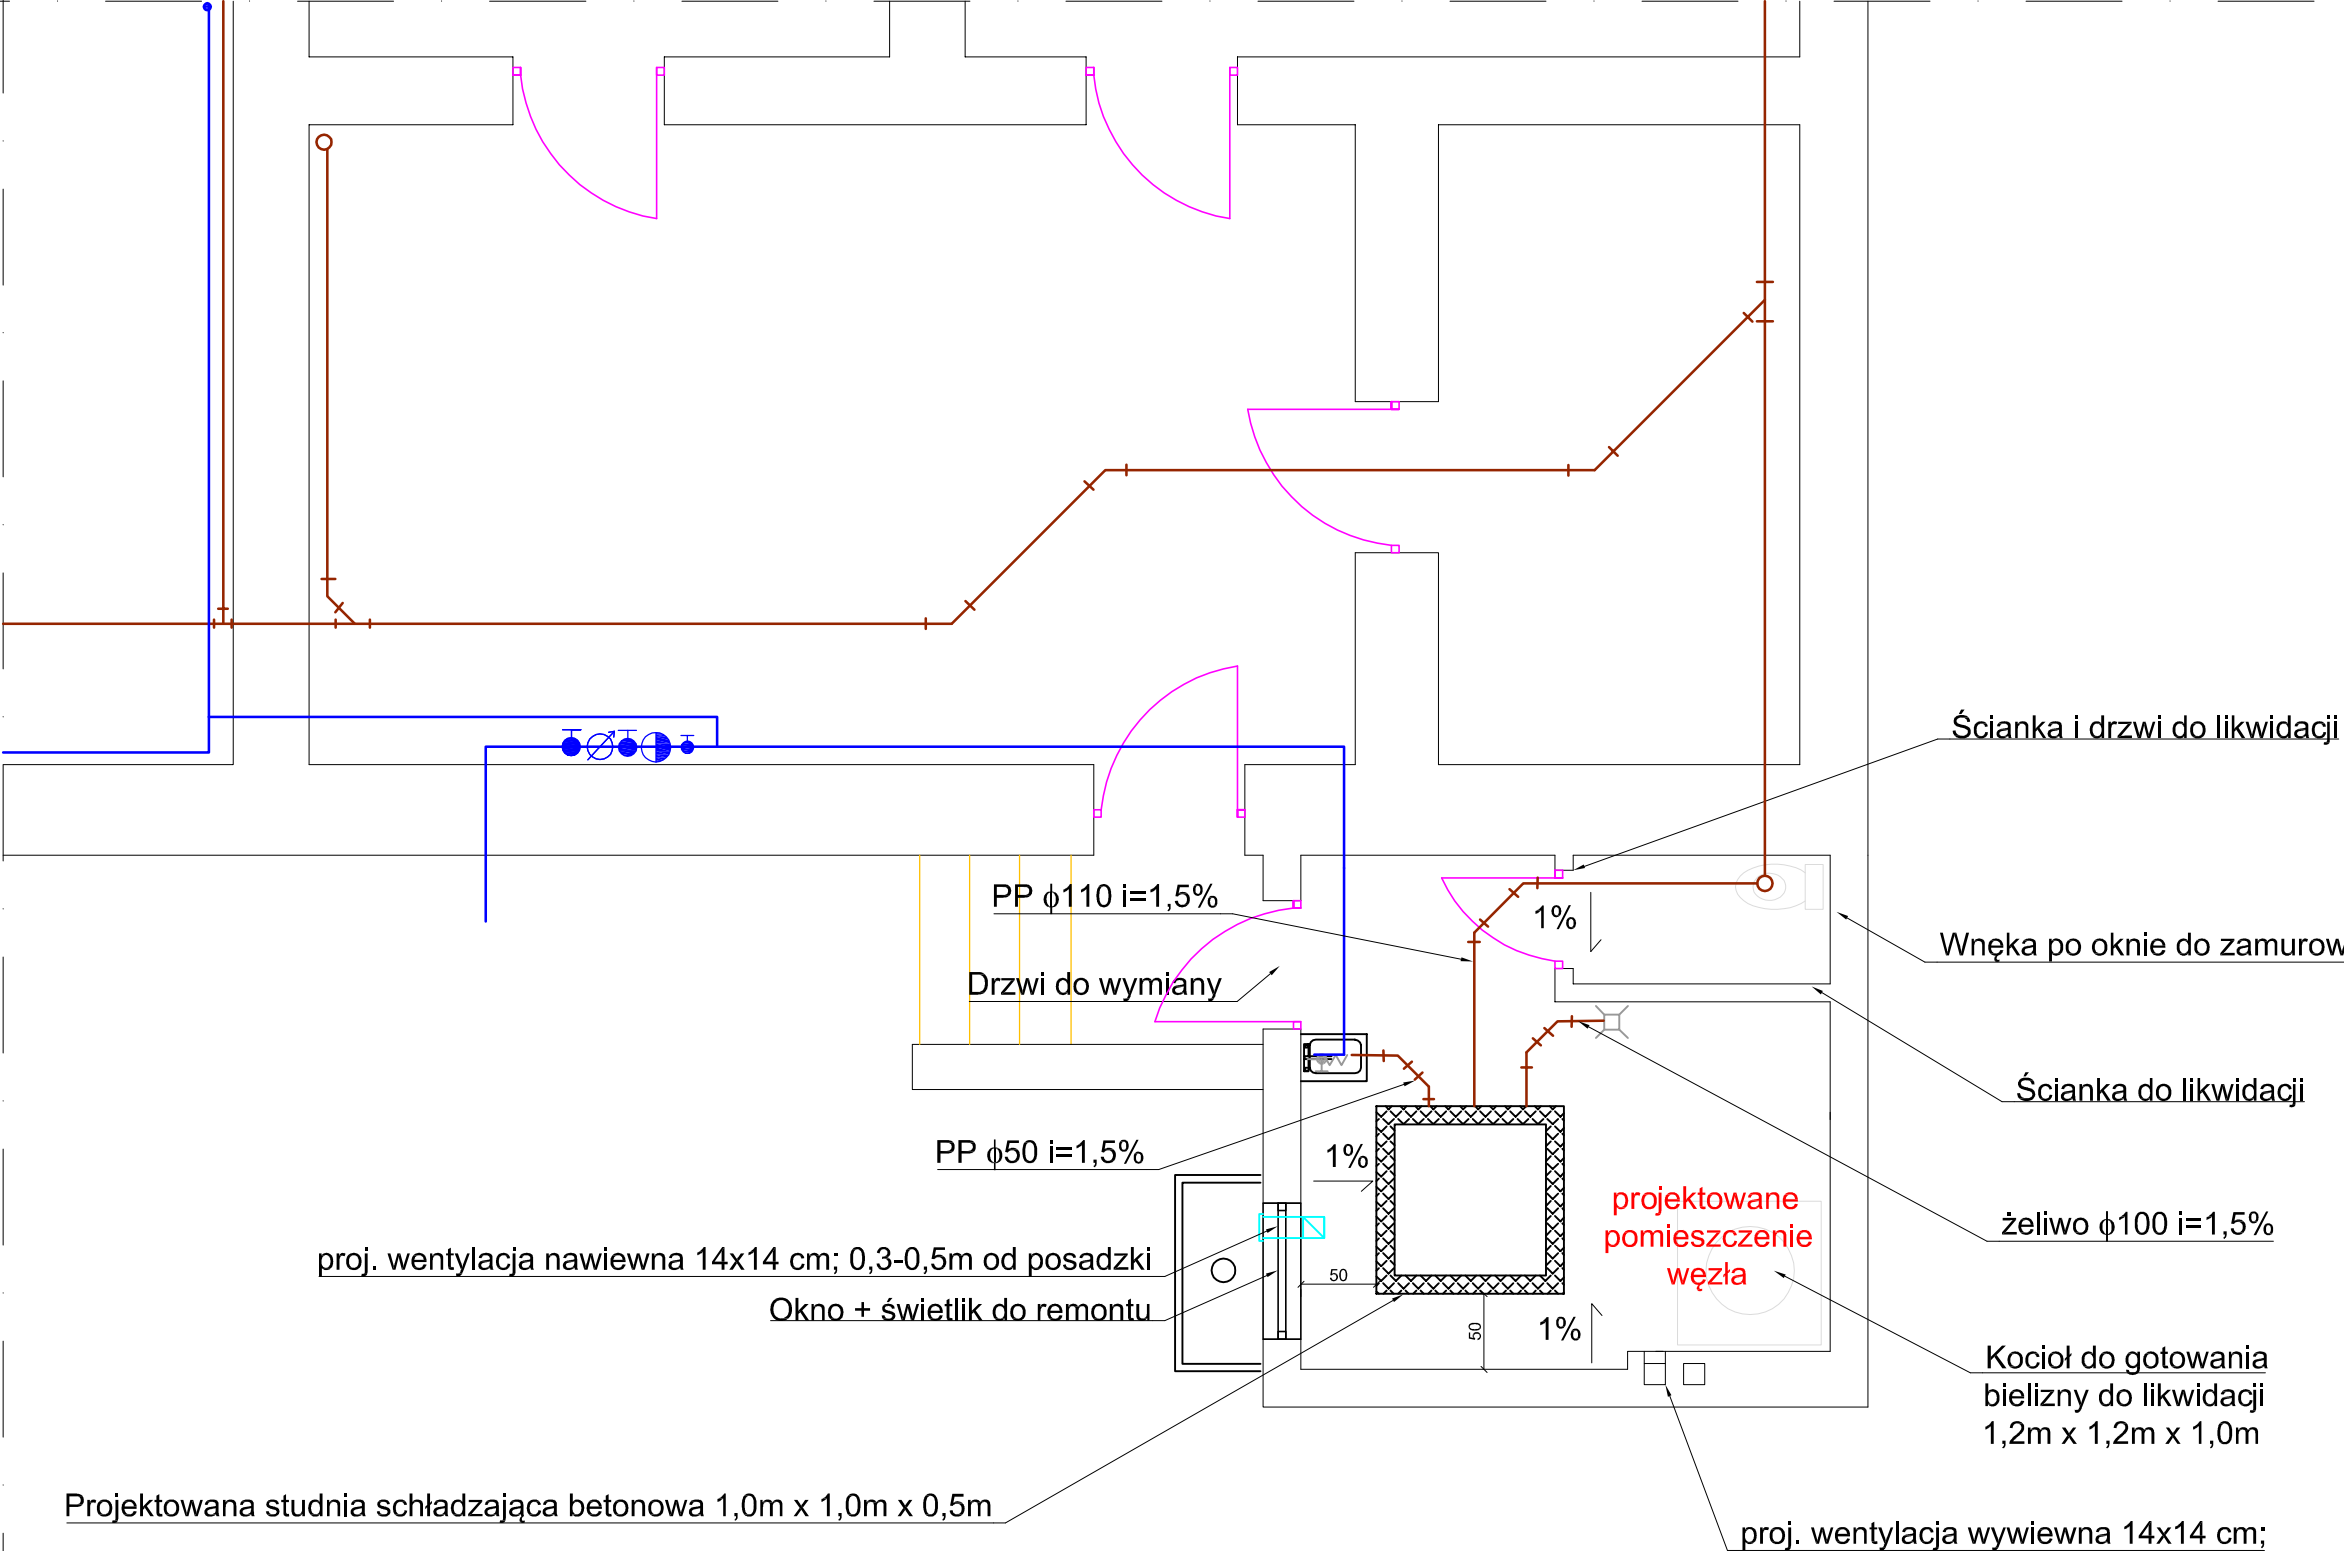 Ścianka i drzwi do likwidacji
PP ϕ110 i=1,5%
1%
Wnęka po oknie do zamurow
Drzwi do wymiany
Ścianka do likwidacji
PP ϕ50 i=1,5%
1%
projektowane
pomieszczenie
węzła
żeliwo ϕ100 i=1,5%
proj. wentylacja nawiewna 14x14 cm; 0,3-0,5m od posadzki
50
Okno + świetlik do remontu
50
1%
Kocioł do gotowania
bielizny do likwidacji
1,2m x 1,2m x 1,0m
Projektowana studnia schładzająca betonowa 1,0m x 1,0m x 0,5m
proj. wentylacja wywiewna 14x14 cm;